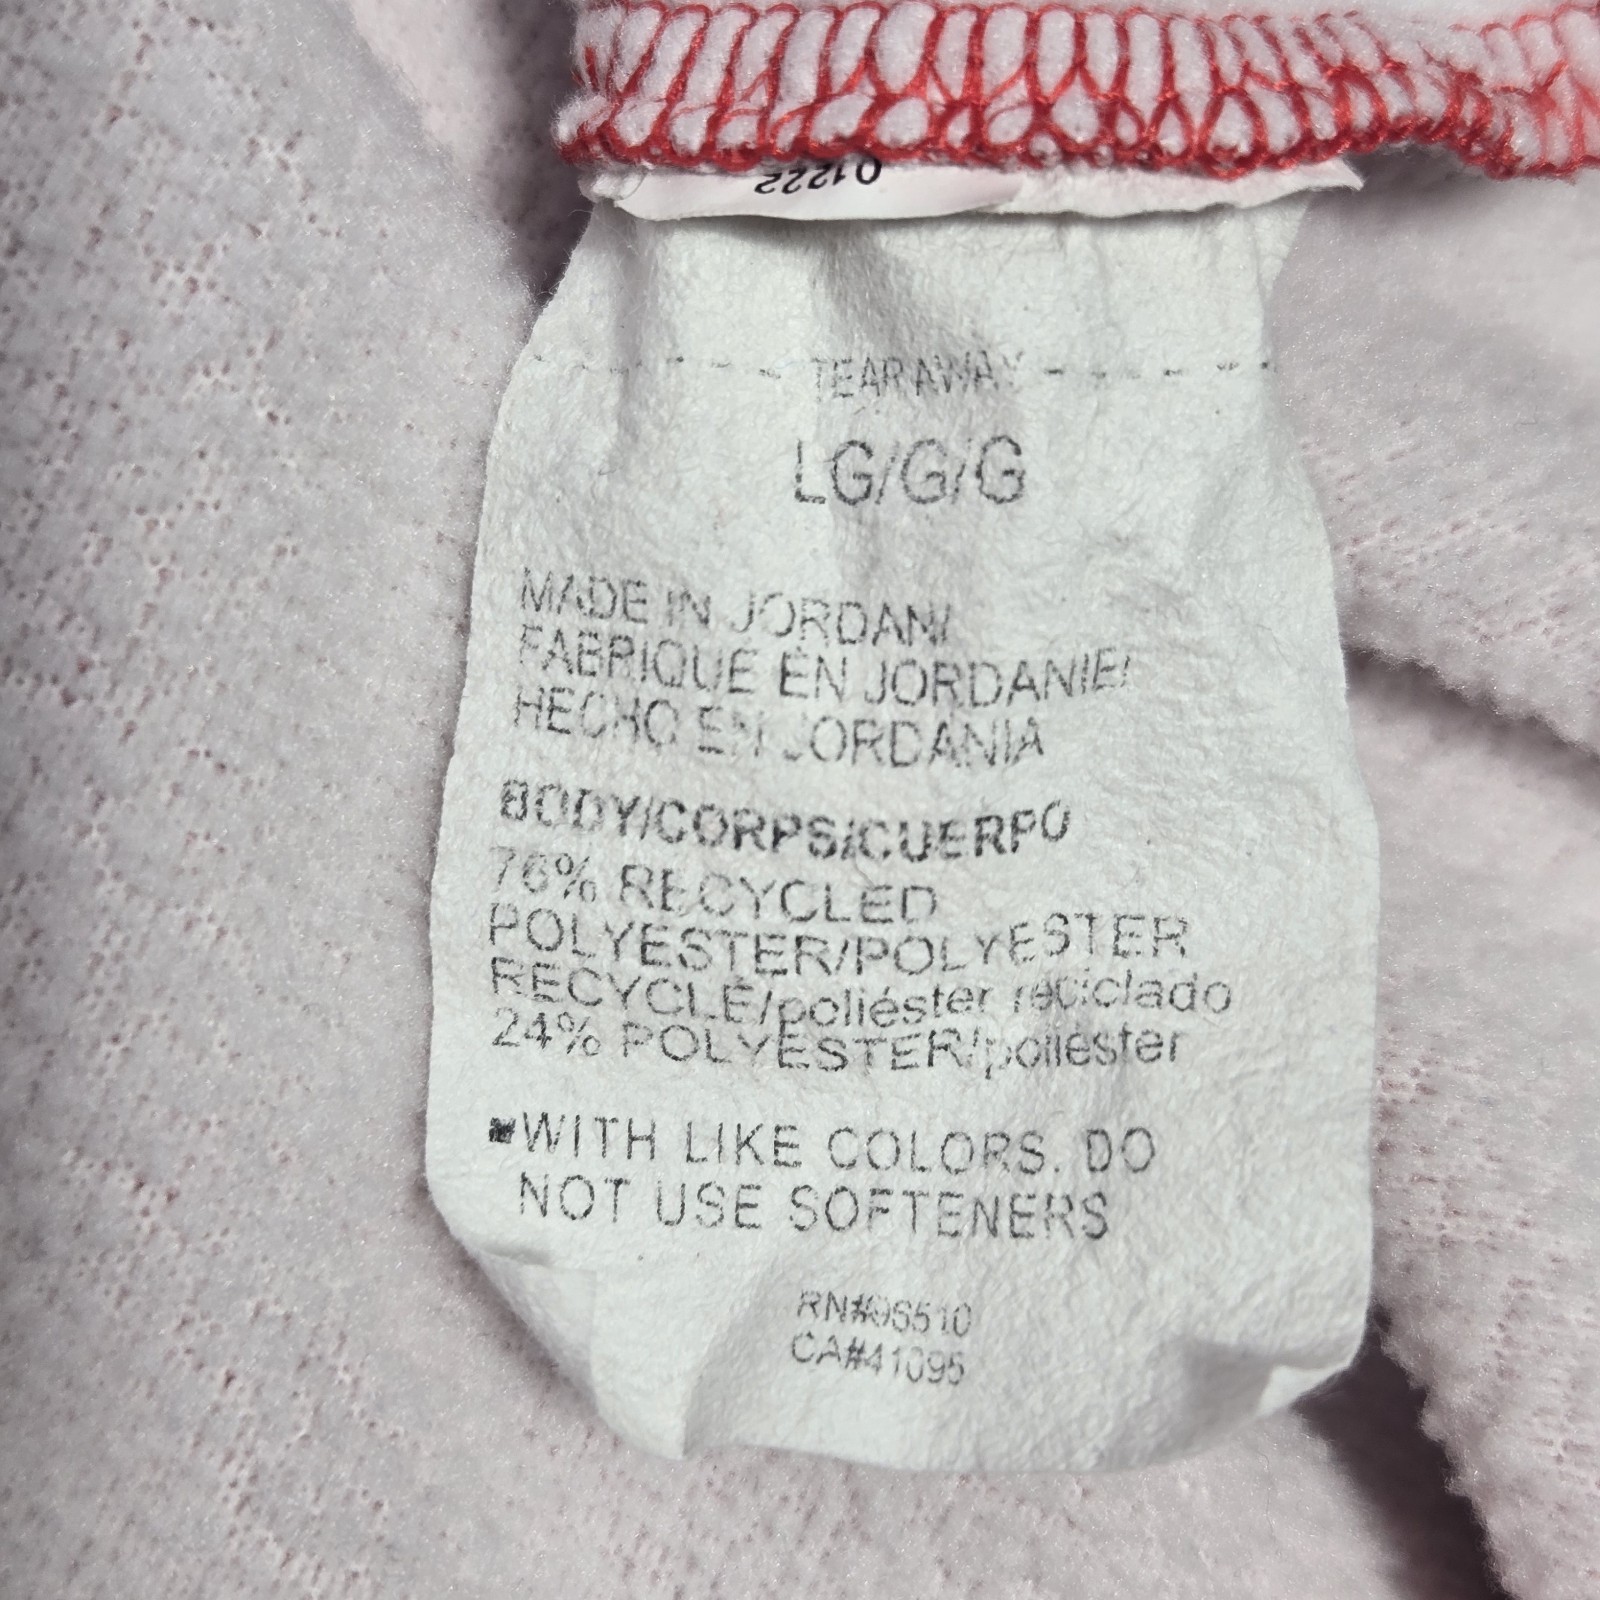 01222
TEAR AWAY
LG/G/G
MADE IN JORDAN/
FABRIQUÉ EN JORDANIE/
HECHO EN JORDANIA
BODY/CORPS/CUERPO
76% RECYCLED
POLYESTER/POLYESTER
RECYCLÉ/poliéster reciclado
24% POLYESTER/poliéster
WITH LIKE COLORS. DO
NOT USE SOFTENERS
RN#96510
CA#41095